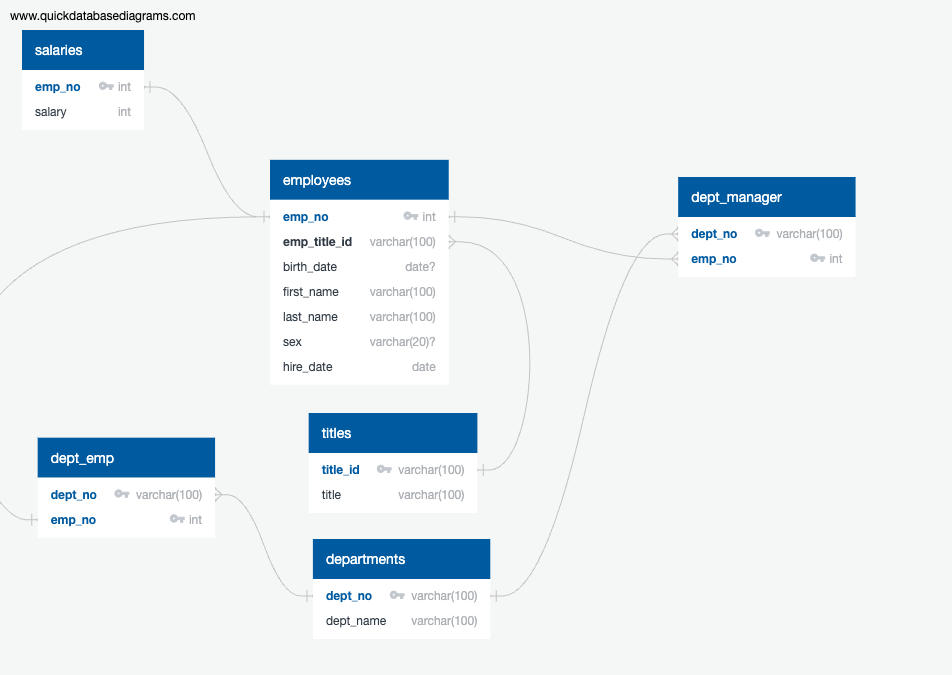 www.quickdatabasediagrams.com
salaries
emp_no int
salary int
employees
emp_no int
emp_title_id varchar(100)
birth_date date?
first_name varchar(100)
last_name varchar(100)
sex varchar(20)?
hire_date date
dept_manager
dept_no varchar(100)
emp_no int
titles
title_id varchar(100)
title varchar(100)
dept_emp
dept_no varchar(100)
emp_no int
departments
dept_no varchar(100)
dept_name varchar(100)